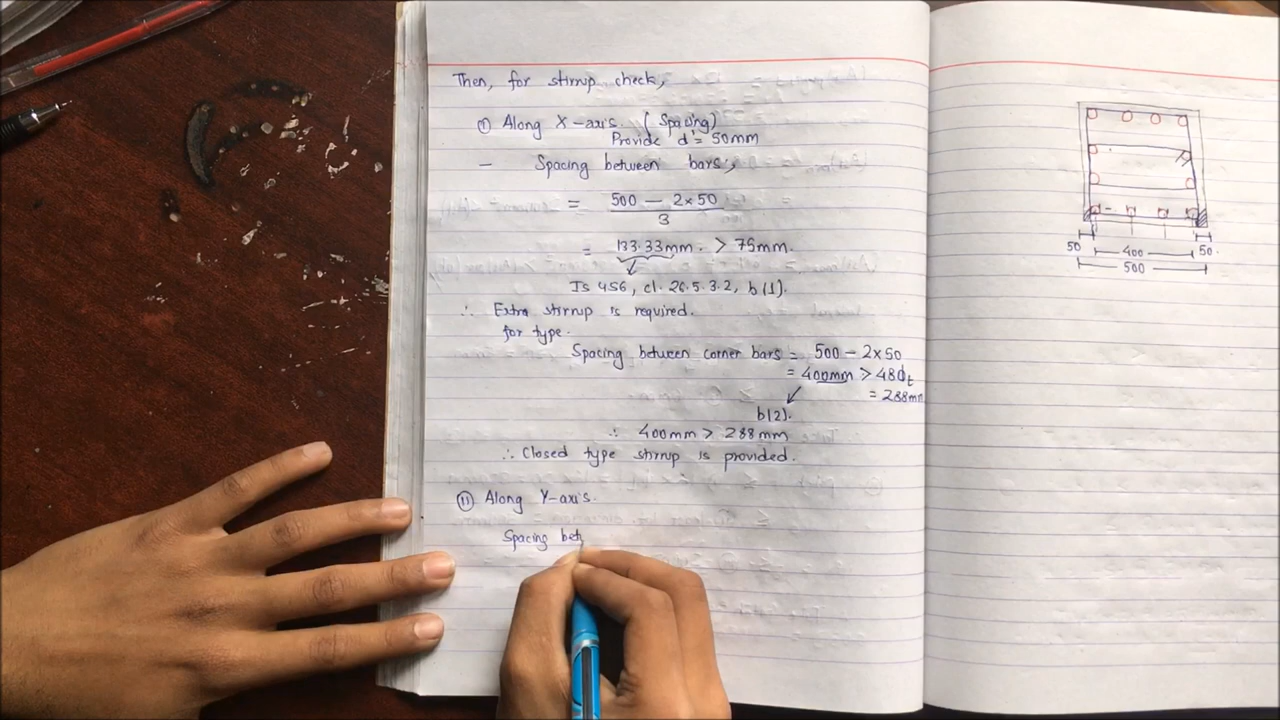 Then, for stirrup check,
① Along X-axis. (Spacing)
Provide d' = 50mm
- Spacing between bars,
= 500 - 2×50
3
= 133.33mm. > 75mm.
Is 456, cl. 26.5.3.2, b(1).
∴ Extra stirrup is required.
for type.
Spacing between corner bars = 500 - 2×50
= 400mm > 48∅t
= 288mm
b(2).
∴ 400mm > 288mm
∴ Closed type stirrup is provided.
⑪ Along Y-axis.
Spacing bet
50 400 50.
500